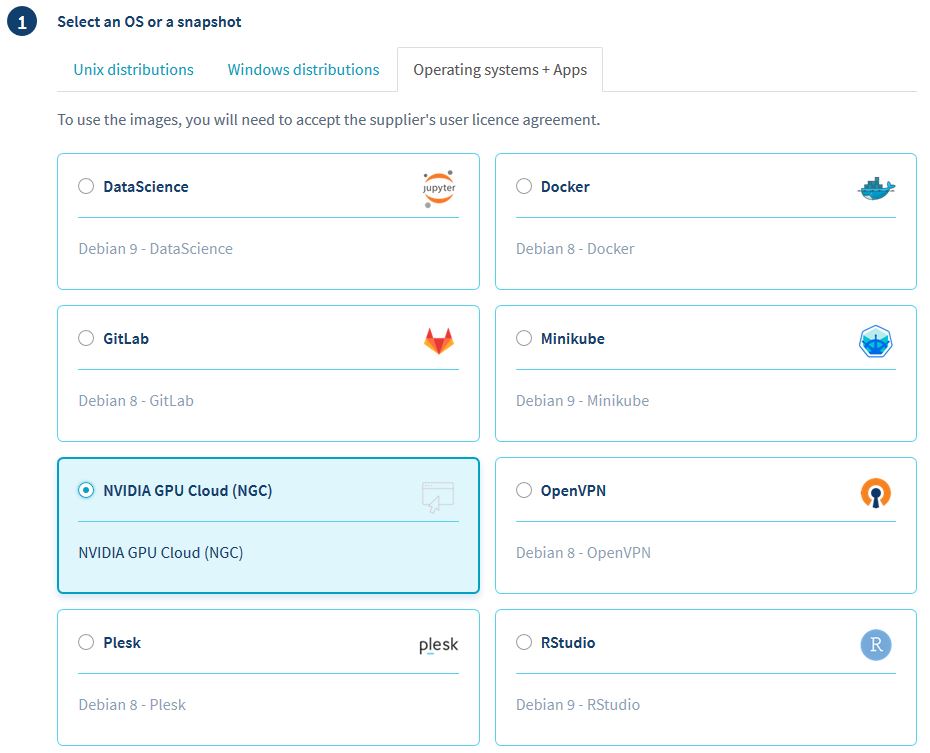 1 Select an OS or a snapshot
Unix distributions Windows distributions Operating systems + Apps
To use the images, you will need to accept the supplier's user licence agreement.
DataScience jupyter
Debian 9 - DataScience
Docker
Debian 8 - Docker
GitLab
Debian 8 - GitLab
Minikube
Debian 9 - Minikube
NVIDIA GPU Cloud (NGC)
NVIDIA GPU Cloud (NGC)
OpenVPN
Debian 8 - OpenVPN
Plesk plesk
Debian 8 - Plesk
RStudio R
Debian 9 - RStudio